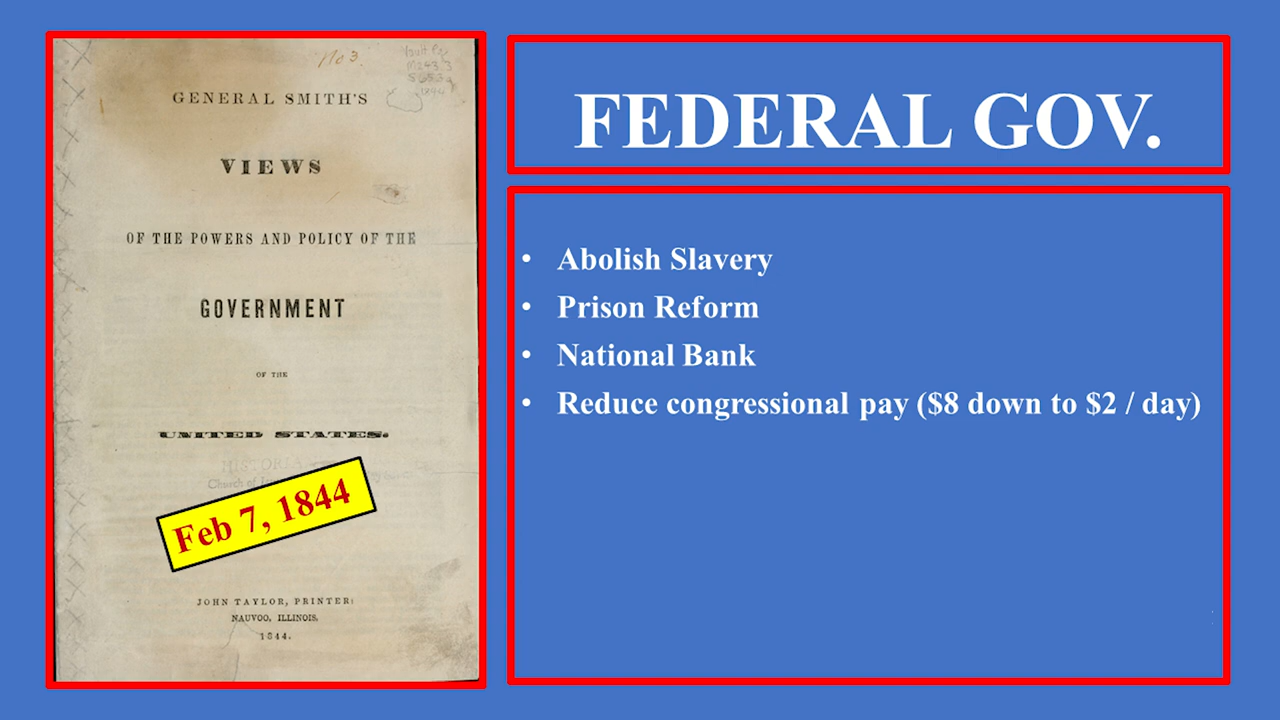 No 3.
GENERAL SMITH'S
VIEWS
OF THE POWERS AND POLICY OF THE
GOVERNMENT
OF THE
UNITED STATES.
Feb 7, 1844
JOHN TAYLOR, PRINTER:
NAUVOO, ILLINOIS.
1844.
FEDERAL GOV.
• Abolish Slavery
• Prison Reform
• National Bank
• Reduce congressional pay ($8 down to $2 / day)